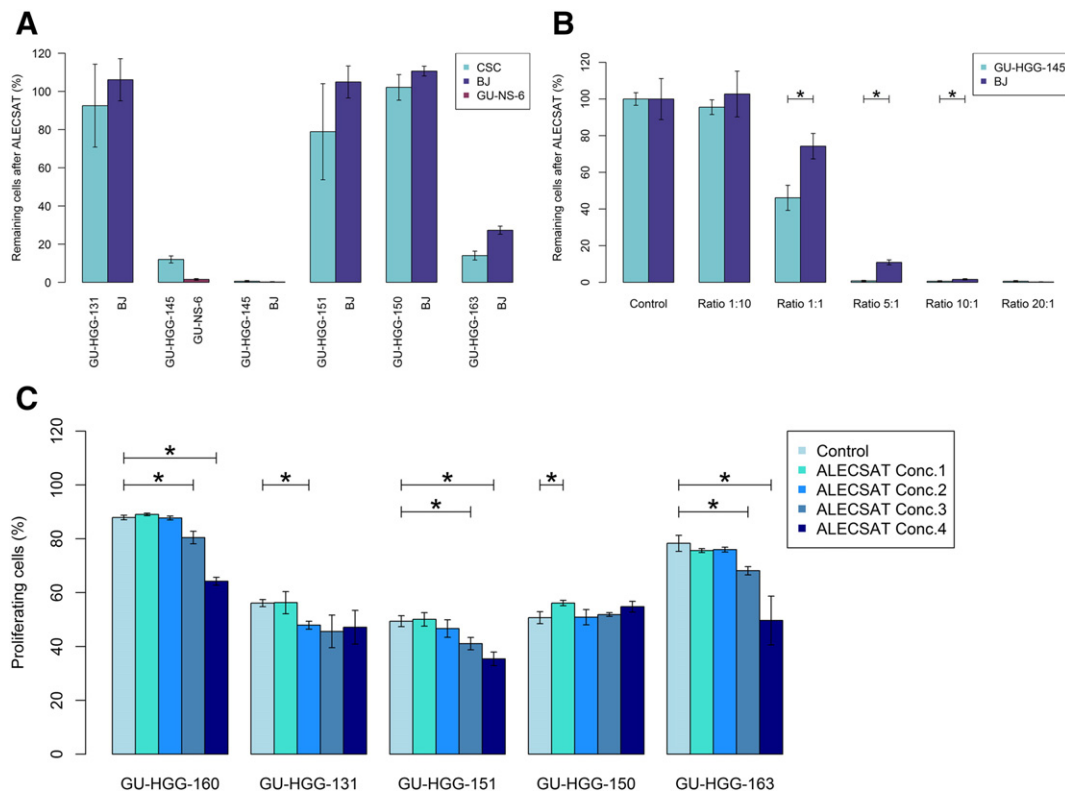 A
Remaining cells after ALECSAT (%)
120
100
80
60
40
20
0
CSC
BJ
GU-NS-6
GU-HGG-131
BJ
GU-HGG-145
GU-NS-6
GU-HGG-145
BJ
GU-HGG-151
BJ
GU-HGG-150
BJ
GU-HGG-163
BJ
B
Remaining cells after ALECSAT (%)
120
100
80
60
40
20
0
GU-HGG-145
BJ
* * *
Control Ratio 1:10 Ratio 1:1 Ratio 5:1 Ratio 10:1 Ratio 20:1
C
Proliferating cells (%)
120
100
80
60
40
20
0
Control
ALECSAT Conc.1
ALECSAT Conc.2
ALECSAT Conc.3
ALECSAT Conc.4
*
* * * * *
* *
GU-HGG-160 GU-HGG-131 GU-HGG-151 GU-HGG-150 GU-HGG-163